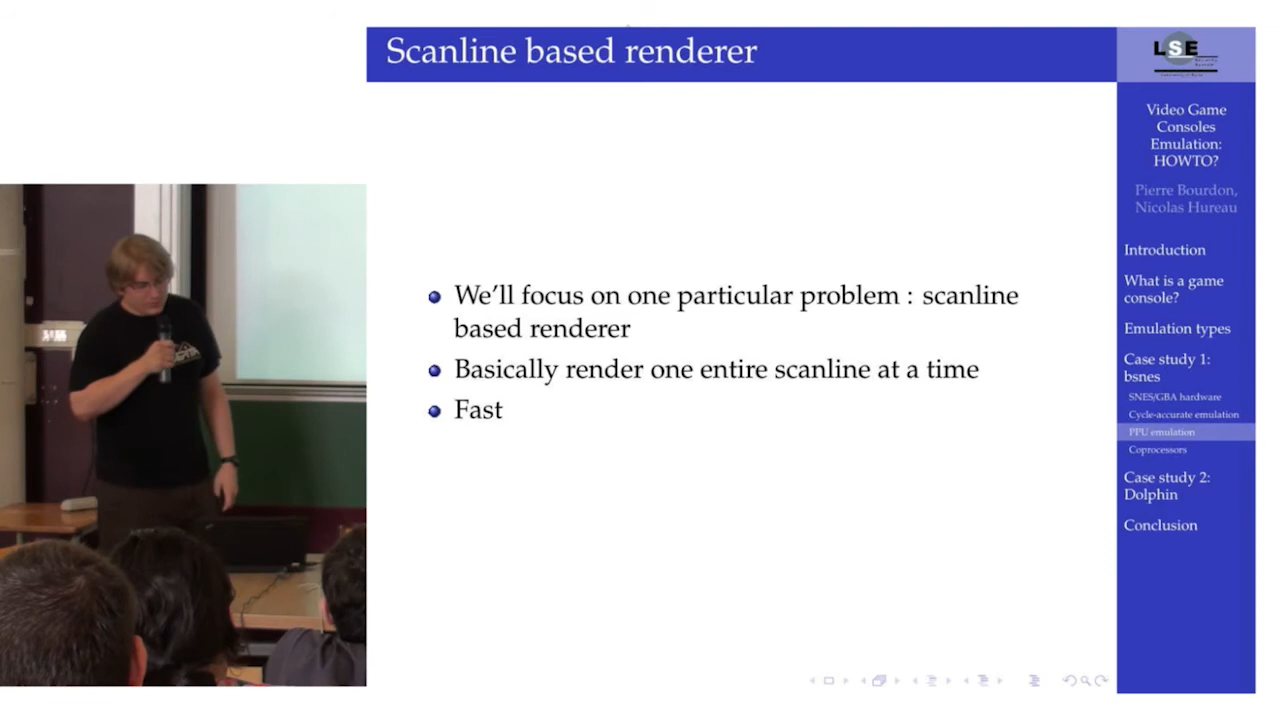 Scanline based renderer
LSE
Video Game
Consoles
Emulation:
HOWTO?
Pierre Bourdon,
Nicolas Hureau
Introduction
What is a game
console?
Emulation types
Case study 1:
bsnes
SNES/GBA hardware
Cycle-accurate emulation
PPU emulation
Coprocessors
Case study 2:
Dolphin
Conclusion
We'll focus on one particular problem : scanline
based renderer
Basically render one entire scanline at a time
Fast